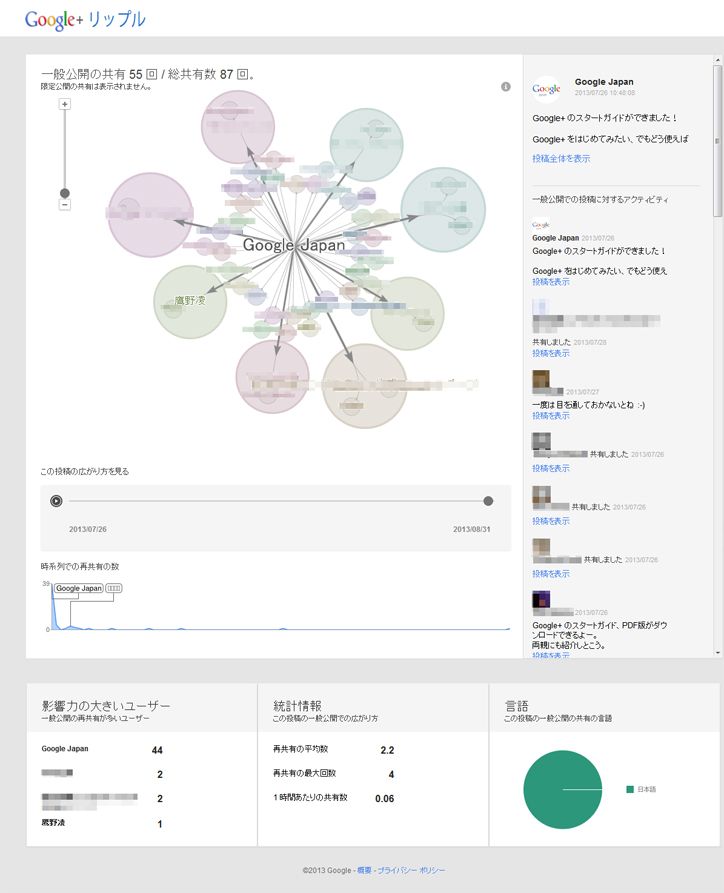 Google+ リップル
一般公開の共有 55 回 / 総共有数 87 回。
限定公開の共有は表示されません。
Google Japan
鷹野凌
この投稿の広がり方を見る
2013/07/26
2013/08/31
時系列での再共有の数
39
Google Japan
0
Google
Google Japan
2013/07/26 10:48:08
Google+ のスタートガイドができました!
Google+ をはじめてみたい、でもどう使えば
投稿全体を表示
一般公開での投稿に対するアクティビティ
Google
Google Japan 2013/07/26
Google+ のスタートガイドができました!
Google+ をはじめてみたい、でもどう使え
投稿を表示
共有しました 2013/07/28
投稿を表示
2013/07/27
一度は目を通しておかないとね :-)
投稿を表示
共有しました 2013/07/26
投稿を表示
共有しました 2013/07/26
投稿を表示
共有しました 2013/07/26
投稿を表示
2013/07/26
Google+ のスタートガイド、PDF版がダウ
ンロードできるよー。
両親にも紹介しとこう。
投稿を表示
影響力の大きいユーザー
一般公開の再共有が多いユーザー
Google Japan 44
2
2
鷹野凌 1
統計情報
この投稿の一般公開での広がり方
再共有の平均数 2.2
再共有の最大回数 4
1 時間あたりの共有数 0.06
言語
この投稿の一般公開の共有の言語
日本語
©2013 Google - 概要 - プライバシー ポリシー